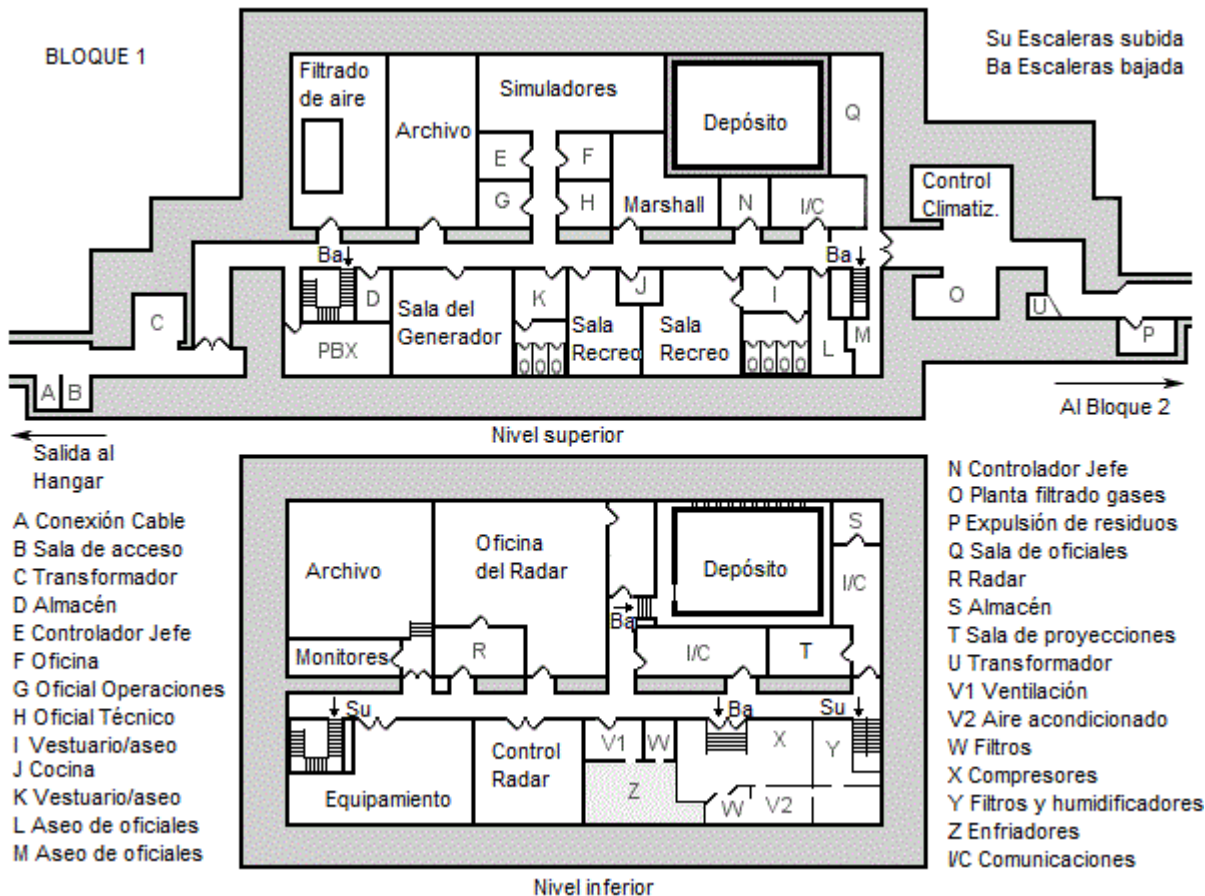 BLOQUE 1
Su Escaleras subida
Ba Escaleras bajada
Filtrado
de aire
Archivo
Simuladores
Depósito
Q
E
F
G
H
Marshall
N
I/C
Control
Climatiz.
Ba
Ba
C
D
Sala del
Generador
K
J
I
Sala
Recreo
Sala
Recreo
L
M
O
U
P
PBX
A
B
Al Bloque 2
Nivel superior
Salida al
Hangar
A Conexión Cable
B Sala de acceso
C Transformador
D Almacén
E Controlador Jefe
F Oficina
G Oficial Operaciones
H Oficial Técnico
I Vestuario/aseo
J Cocina
K Vestuario/aseo
L Aseo de oficiales
M Aseo de oficiales
Archivo
Oficina
del Radar
Depósito
S
I/C
Ba
Monitores
R
I/C
T
Su
Ba
Su
V1
W
X
Y
Control
Radar
Equipamiento
Z
W
V2
Nivel inferior
N Controlador Jefe
O Planta filtrado gases
P Expulsión de residuos
Q Sala de oficiales
R Radar
S Almacén
T Sala de proyecciones
U Transformador
V1 Ventilación
V2 Aire acondicionado
W Filtros
X Compresores
Y Filtros y humidificadores
Z Enfriadores
I/C Comunicaciones